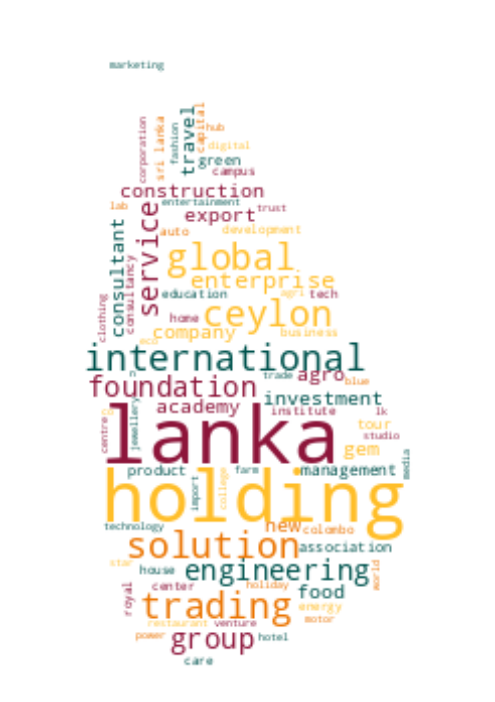 marketing
corporation
sri lanka
fashion
travel
capital
hub
digital
green
campus
construction
lab
entertainment
export
trust
service
auto
development
consultant
consultancy
global
enterprise
education
agri
tech
clothing
home
ceylon
company
business
eco
international
n
trade
agro
blue
foundation
investment
jewellery
academy
institute
lk
co
centre
lanka
tour
studio
gem
product
farm
management
media
import
college
holding
technology
new
colombo
solution
association
star
house
engineering
world
royal
center
holiday
food
trading
energy
motor
restaurant
venture
power
group
hotel
care